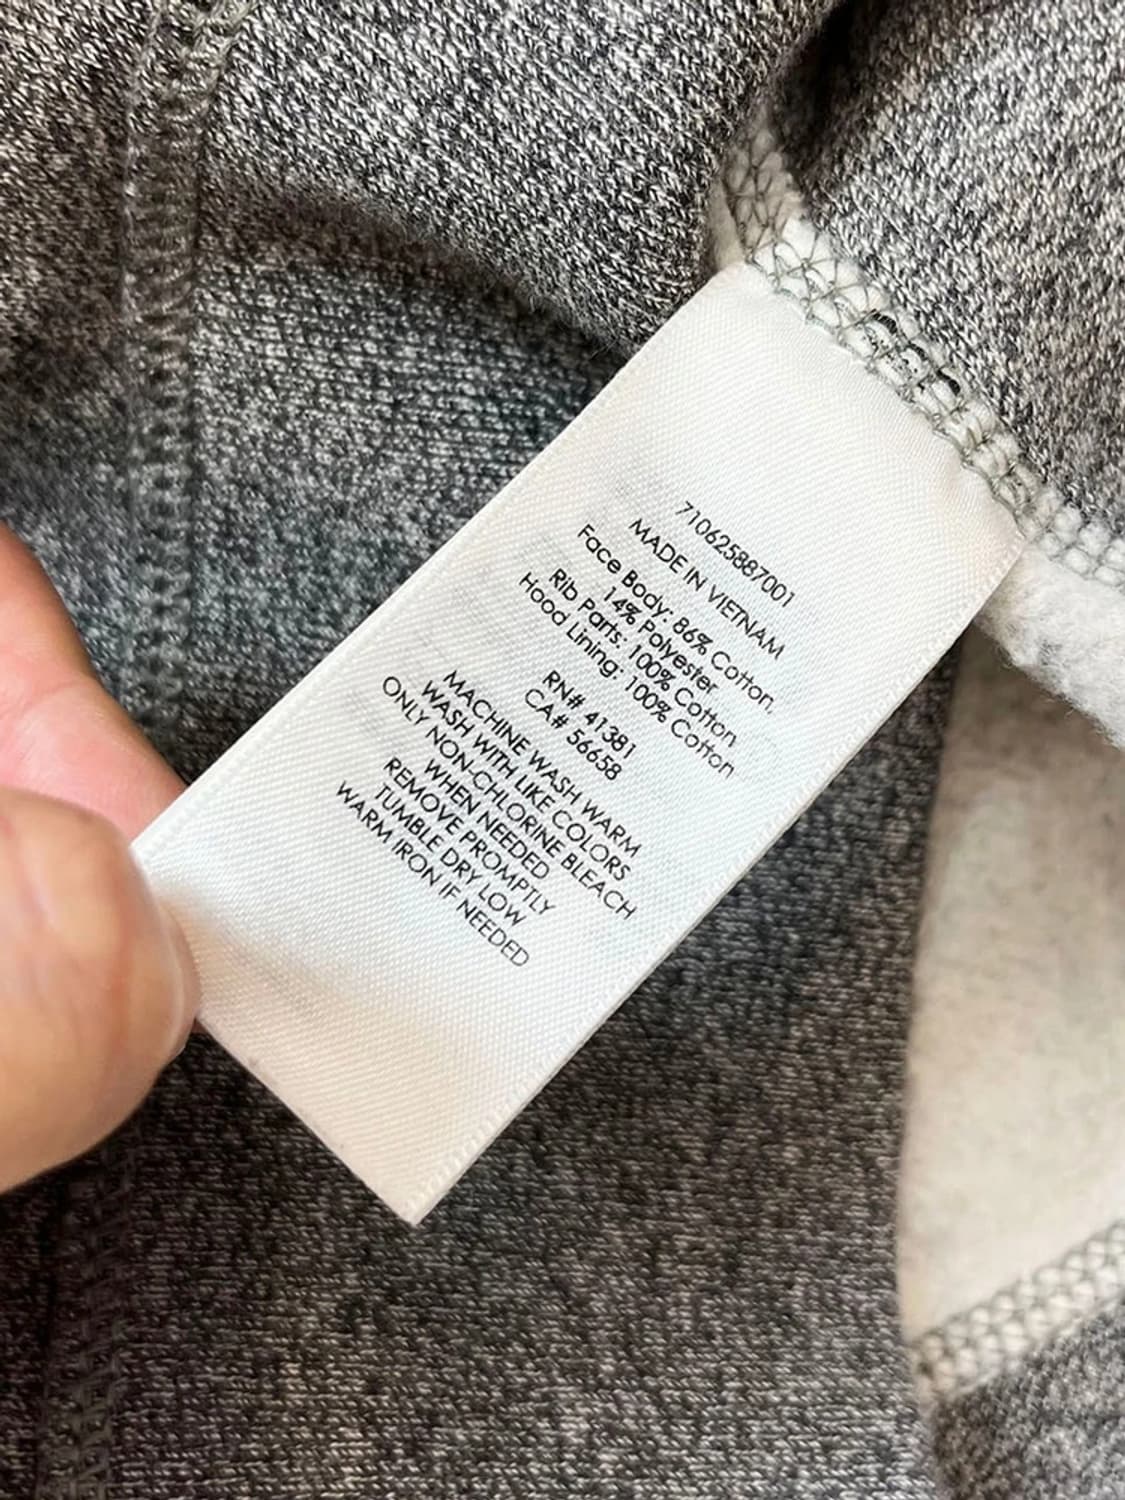 710625887001
MADE IN VIETNAM
Face Body: 86% Cotton,
14% Polyester
Rib Parts: 100% Cotton
Hood Lining: 100% Cotton
RN# 41381
CA# 56658
MACHINE WASH WARM
WASH WITH LIKE COLORS
ONLY NON-CHLORINE BLEACH
WHEN NEEDED
REMOVE PROMPTLY
TUMBLE DRY LOW
WARM IRON IF NEEDED